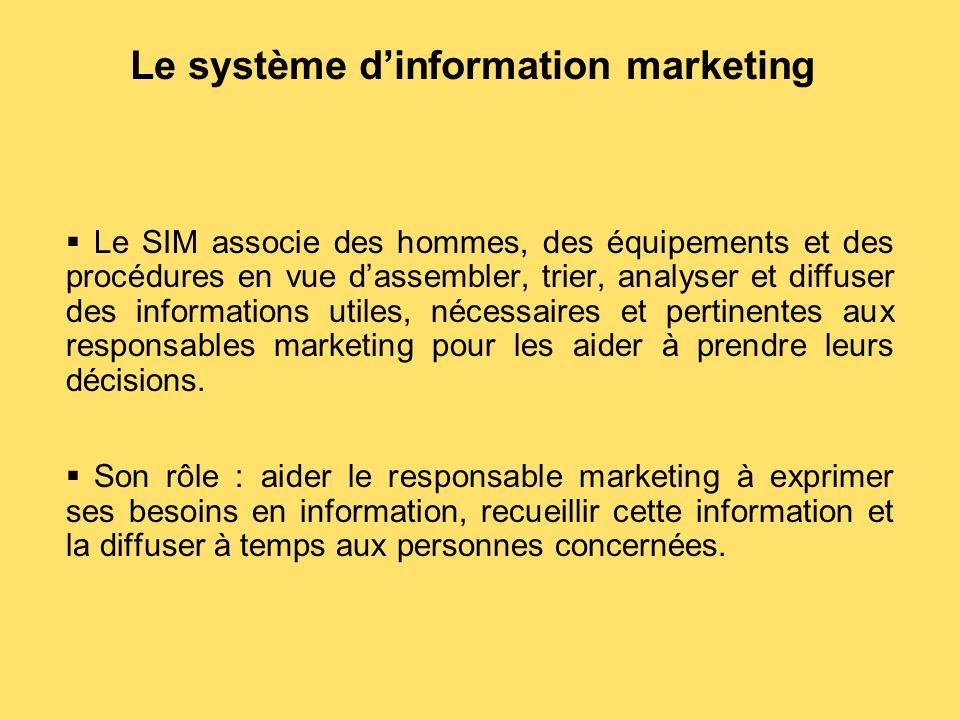 Le système d’information marketing
▪ Le SIM associe des hommes, des équipements et des
procédures en vue d’assembler, trier, analyser et diffuser
des informations utiles, nécessaires et pertinentes aux
responsables marketing pour les aider à prendre leurs
décisions.
▪ Son rôle : aider le responsable marketing à exprimer
ses besoins en information, recueillir cette information et
la diffuser à temps aux personnes concernées.